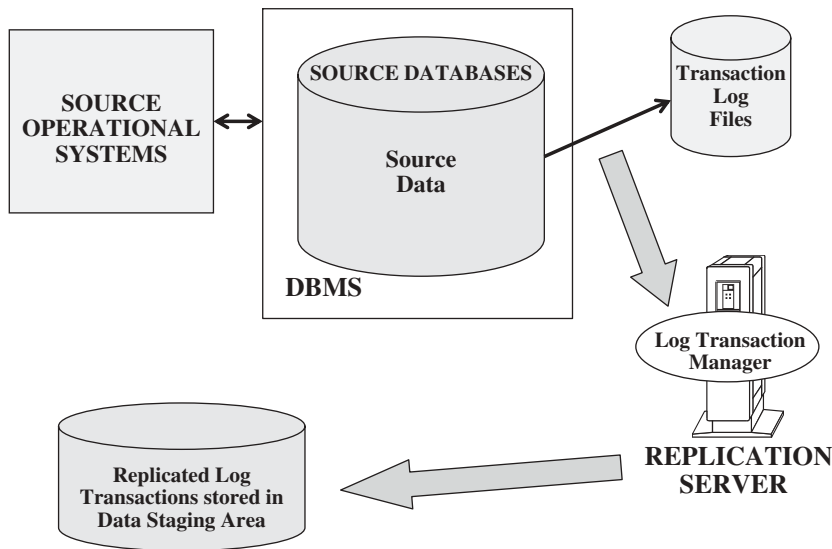 SOURCE
OPERATIONAL
SYSTEMS
SOURCE DATABASES
Source
Data
DBMS
Transaction
Log
Files
Log Transaction
Manager
REPLICATION
SERVER
Replicated Log
Transactions stored in
Data Staging Area